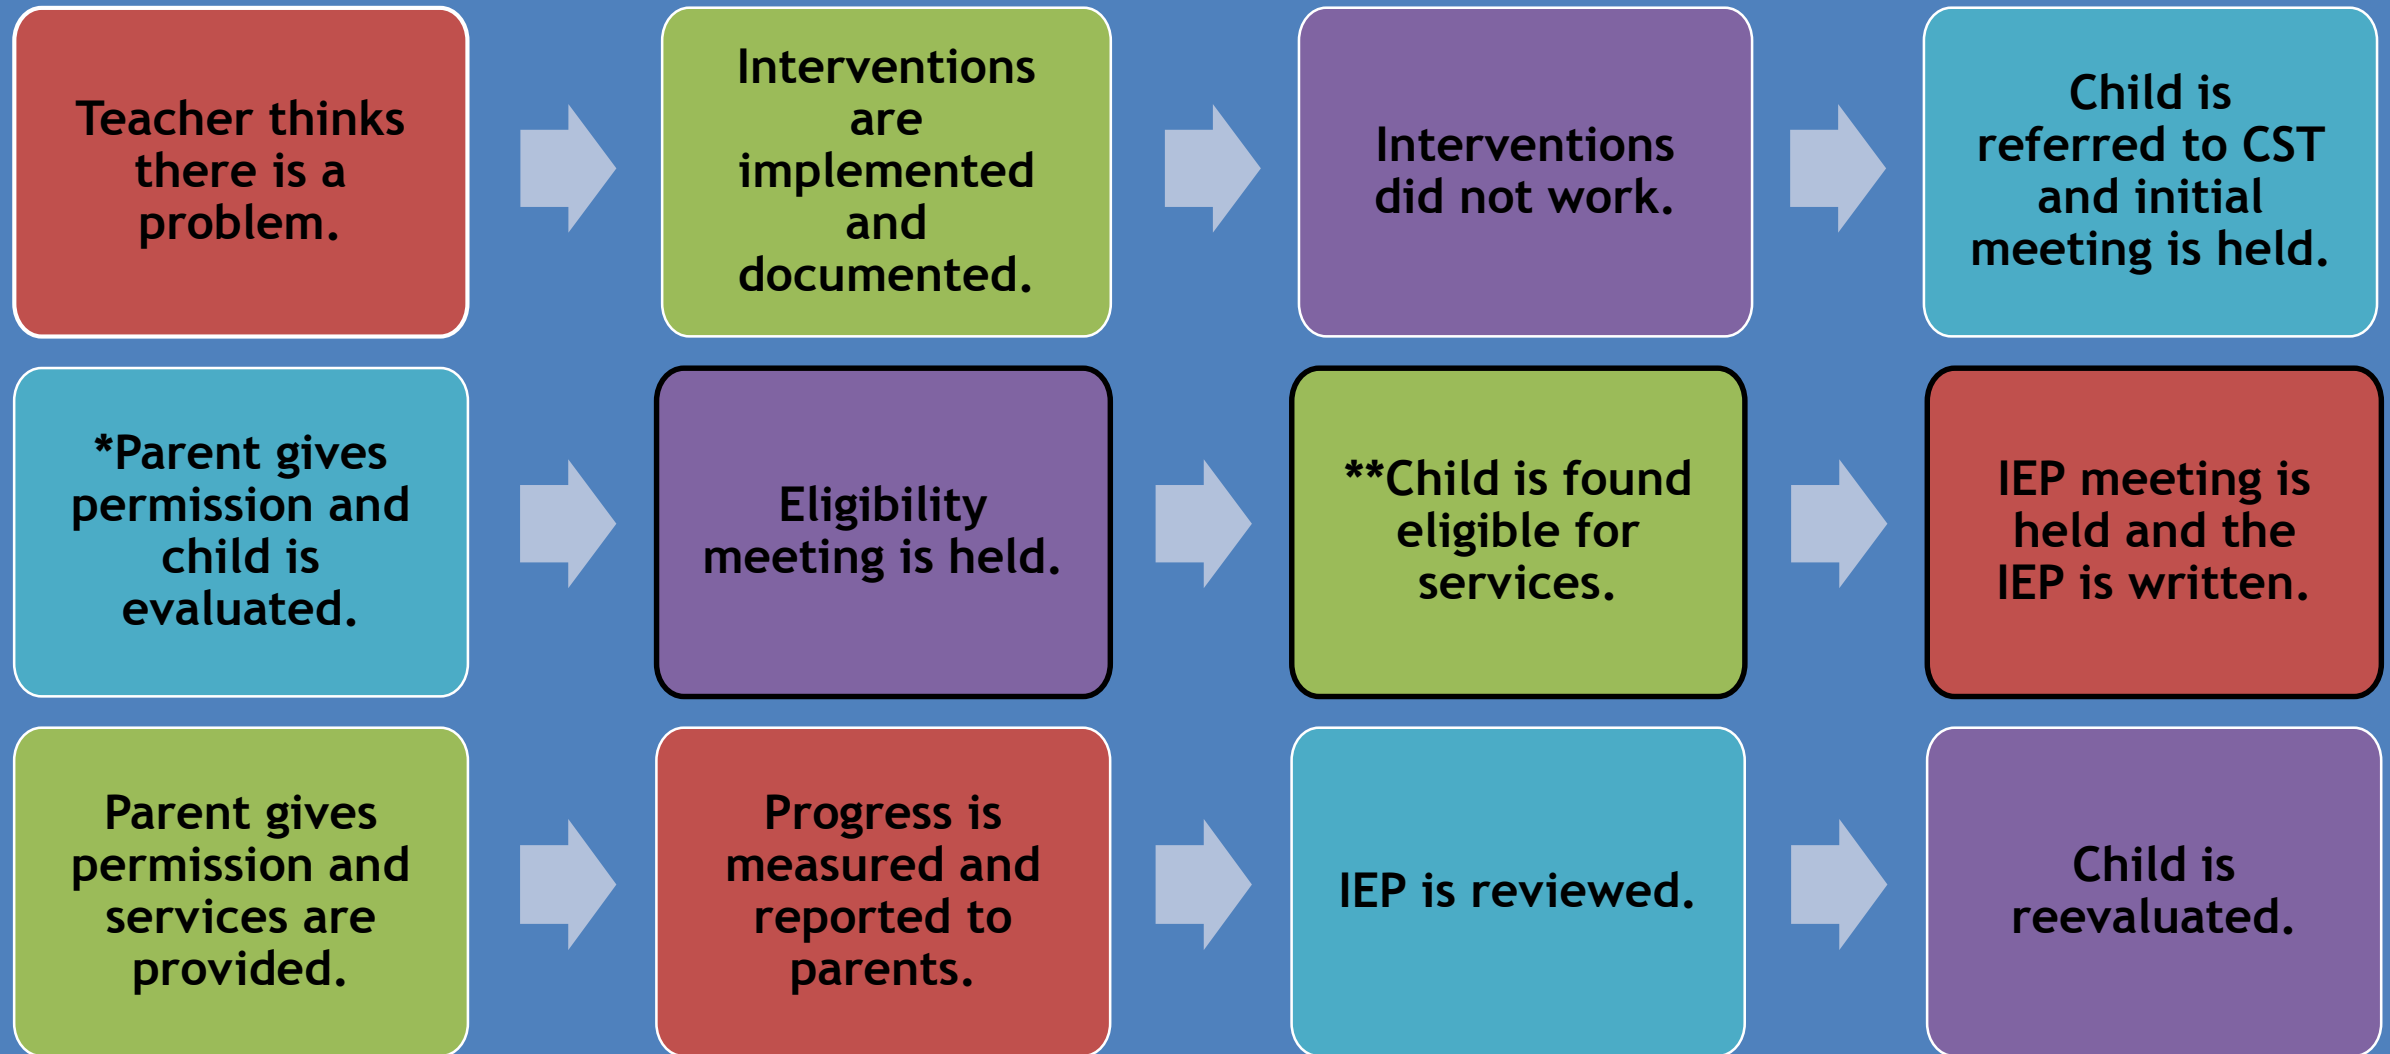 Teacher thinks
there is a
problem.
Interventions
are
implemented
and
documented.
Interventions
did not work.
Child is
referred to CST
and initial
meeting is held.
*Parent gives
permission and
child is
evaluated.
Eligibility
meeting is held.
**Child is found
eligible for
services.
IEP meeting is
held and the
IEP is written.
Parent gives
permission and
services are
provided.
Progress is
measured and
reported to
parents.
IEP is reviewed.
Child is
reevaluated.